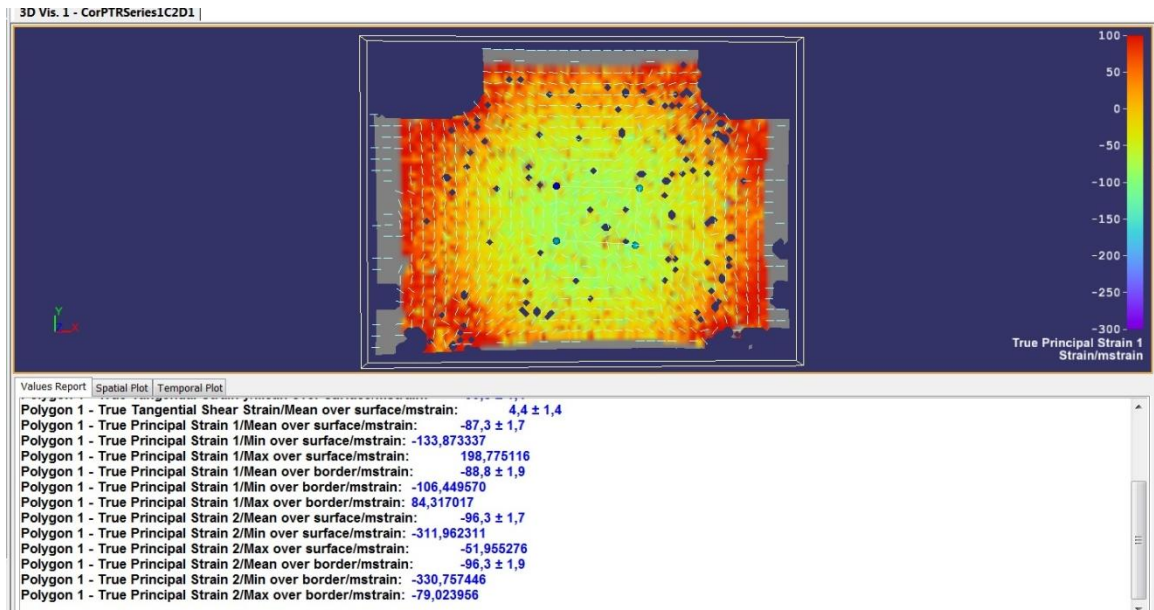 3D Vis. 1 - CorPTRSeries1C2D1
100
50
0
-50
-100
-150
-200
-250
-300
True Principal Strain 1
Strain/mstrain
Y
X
Values Report Spatial Plot Temporal Plot
Polygon 1 - True Tangential Shear Strain/Mean over surface/mstrain: 4,4 ± 1,4
Polygon 1 - True Principal Strain 1/Mean over surface/mstrain: -87,3 ± 1,7
Polygon 1 - True Principal Strain 1/Min over surface/mstrain: -133,873337
Polygon 1 - True Principal Strain 1/Max over surface/mstrain: 198,775116
Polygon 1 - True Principal Strain 1/Mean over border/mstrain: -88,8 ± 1,9
Polygon 1 - True Principal Strain 1/Min over border/mstrain: -106,449570
Polygon 1 - True Principal Strain 1/Max over border/mstrain: 84,317017
Polygon 1 - True Principal Strain 2/Mean over surface/mstrain: -96,3 ± 1,7
Polygon 1 - True Principal Strain 2/Min over surface/mstrain: -311,962311
Polygon 1 - True Principal Strain 2/Max over surface/mstrain: -51,955276
Polygon 1 - True Principal Strain 2/Mean over border/mstrain: -96,3 ± 1,9
Polygon 1 - True Principal Strain 2/Min over border/mstrain: -330,757446
Polygon 1 - True Principal Strain 2/Max over border/mstrain: -79,023956